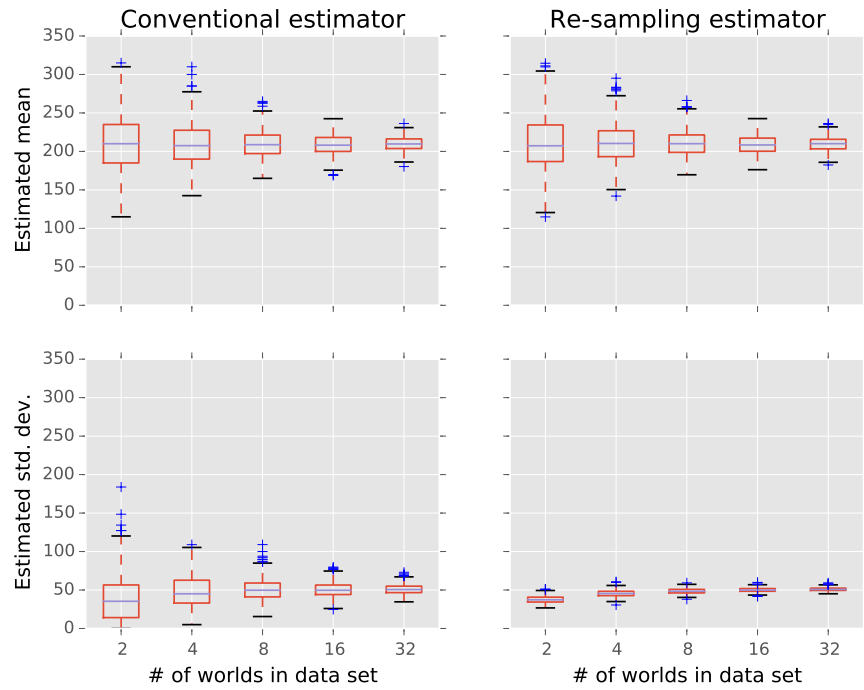 Conventional estimator
Re-sampling estimator
Estimated mean
350
300
250
200
150
100
50
0
Estimated std. dev.
350
300
250
200
150
100
50
0
2 4 8 16 32
2 4 8 16 32
# of worlds in data set
# of worlds in data set